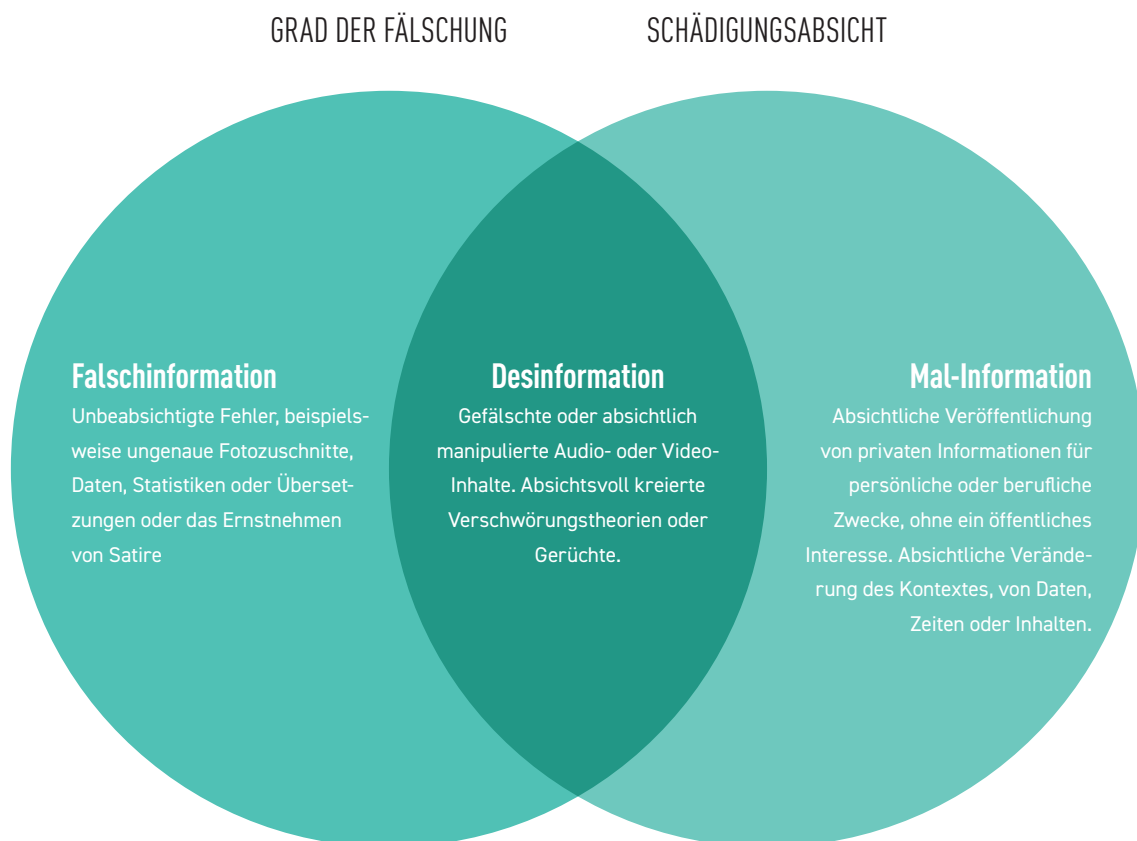 GRAD DER FÄLSCHUNG
SCHÄDIGUNGSABSICHT
Falschinformation
Unbeabsichtigte Fehler, beispiels-
weise ungenaue Fotozuschnitte,
Daten, Statistiken oder Überset-
zungen oder das Ernstnehmen
von Satire
Desinformation
Gefälschte oder absichtlich
manipulierte Audio- oder Video-
Inhalte. Absichtsvoll kreierte
Verschwörungstheorien oder
Gerüchte.
Mal-Information
Absichtliche Veröffentlichung
von privaten Informationen für
persönliche oder berufliche
Zwecke, ohne ein öffentliches
Interesse. Absichtliche Verände-
rung des Kontextes, von Daten,
Zeiten oder Inhalten.